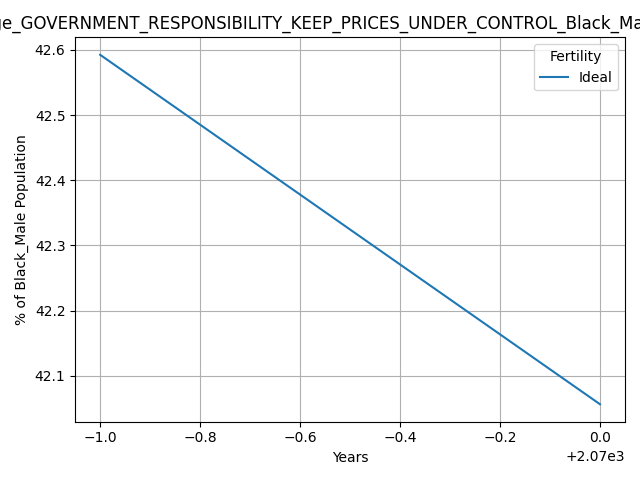 ge_GOVERNMENT_RESPONSIBILITY_KEEP_PRICES_UNDER_CONTROL_Black_Ma
42.6
42.5
42.4
42.3
42.2
42.1
% of Black_Male Population
Fertility
Ideal
−1.0 −0.8 −0.6 −0.4 −0.2 0.0
Years
+2.07e3